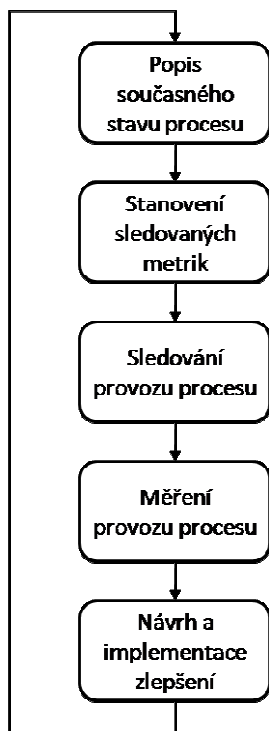 Popis
současného
stavu procesu
Stanovení
sledovaných
metrik
Sledování
provozu procesu
Měření
provozu procesu
Návrh a
implementace
zlepšení